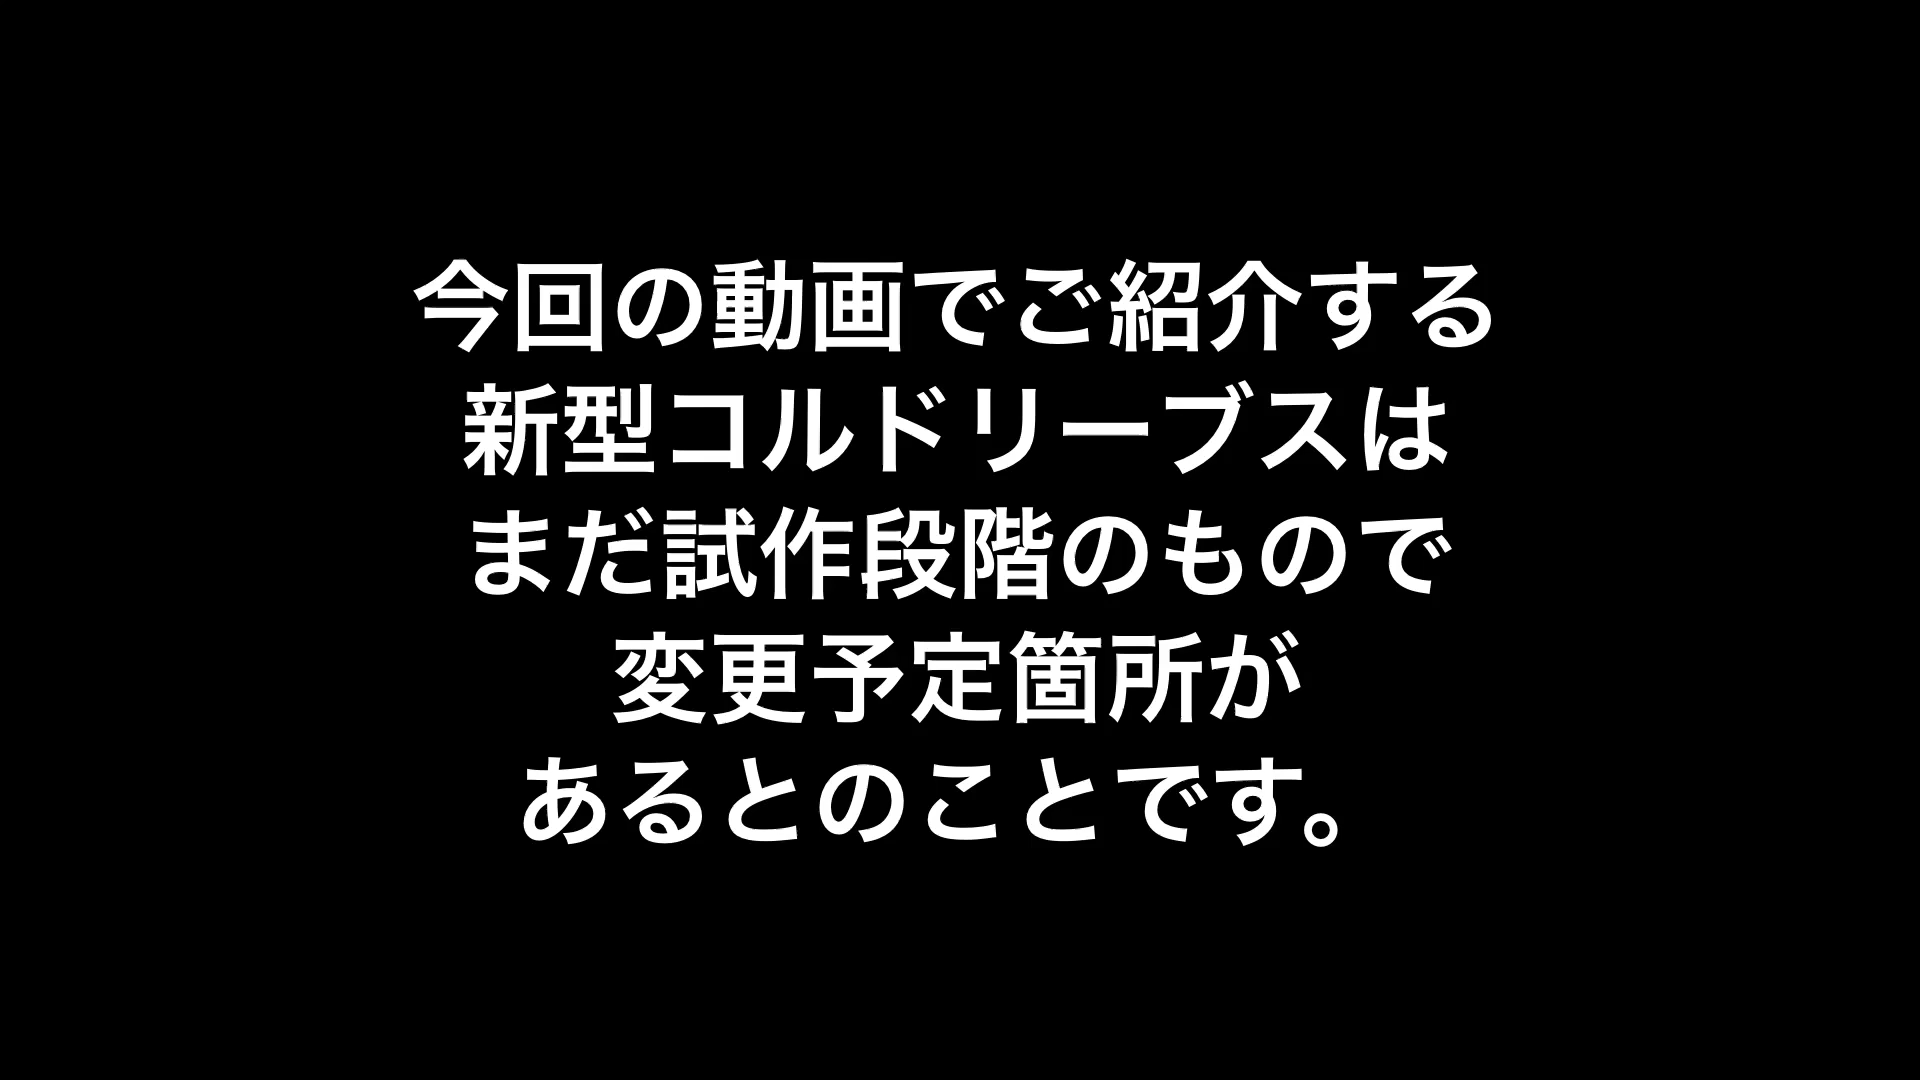 今回の動画でご紹介する
新型コルドリーブスは
まだ試作段階のもので
変更予定箇所が
あるとのことです。